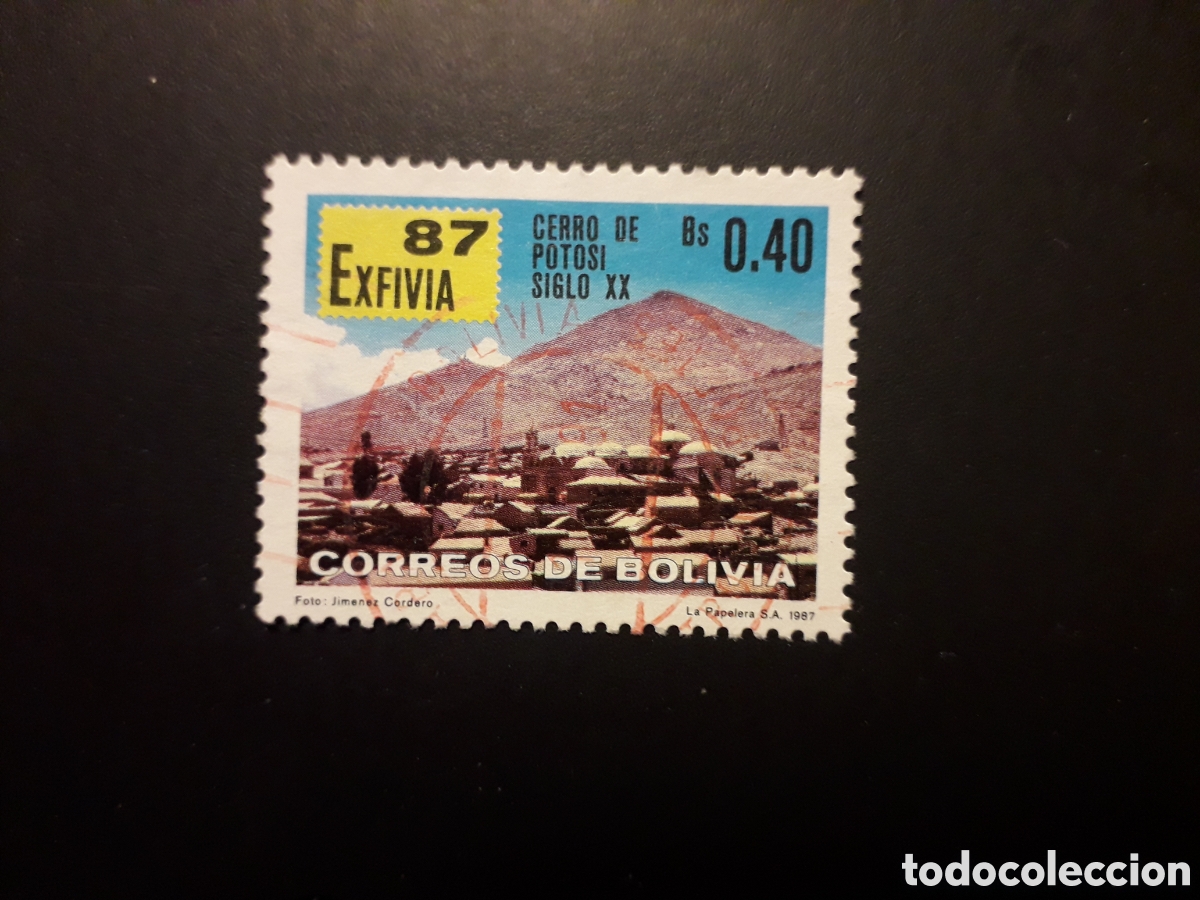 87
EXFIVIA
CERRO DE
POTOSI
SIGLO XX
Bs 0.40
CORREOS DE BOLIVIA
Foto: Jimenez Cordero
La Papelera S.A. 1987
todocoleccion